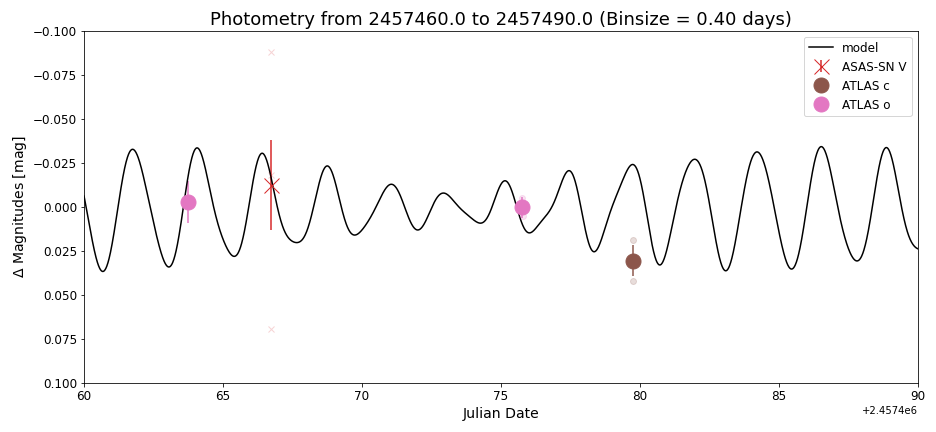 Photometry from 2457460.0 to 2457490.0 (Binsize = 0.40 days)
Δ Magnitudes [mag]
−0.100
−0.075
−0.050
−0.025
0.000
0.025
0.050
0.075
0.100
model
ASAS-SN V
ATLAS c
ATLAS o
60 65 70 75 80 85 90
+2.4574e6
Julian Date